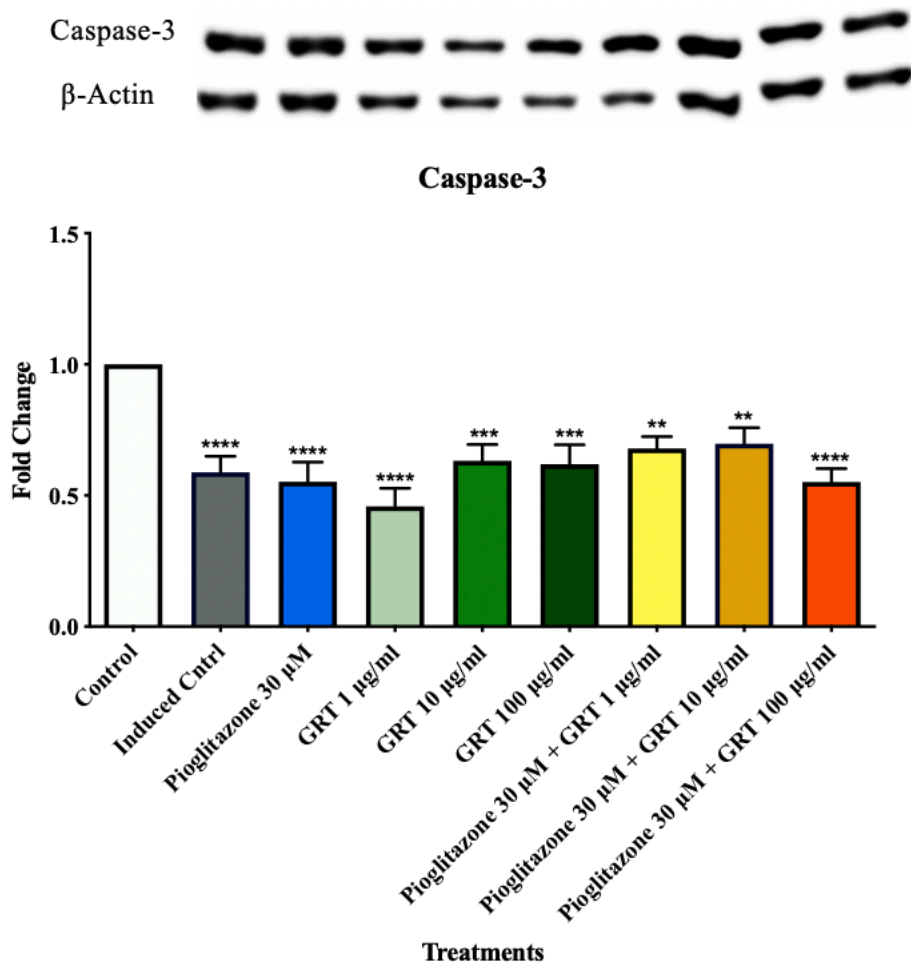 Caspase-3
β-Actin
Caspase-3
1.5
1.0
0.5
0.0
Fold Change
****
****
****
***
***
**
**
****
Control
Induced Cntrl
Pioglitazone 30 µM
GRT 1 µg/ml
GRT 10 µg/ml
GRT 100 µg/ml
Pioglitazone 30 µM + GRT 1 µg/ml
Pioglitazone 30 µM + GRT 10 µg/ml
Pioglitazone 30 µM + GRT 100 µg/ml
Treatments